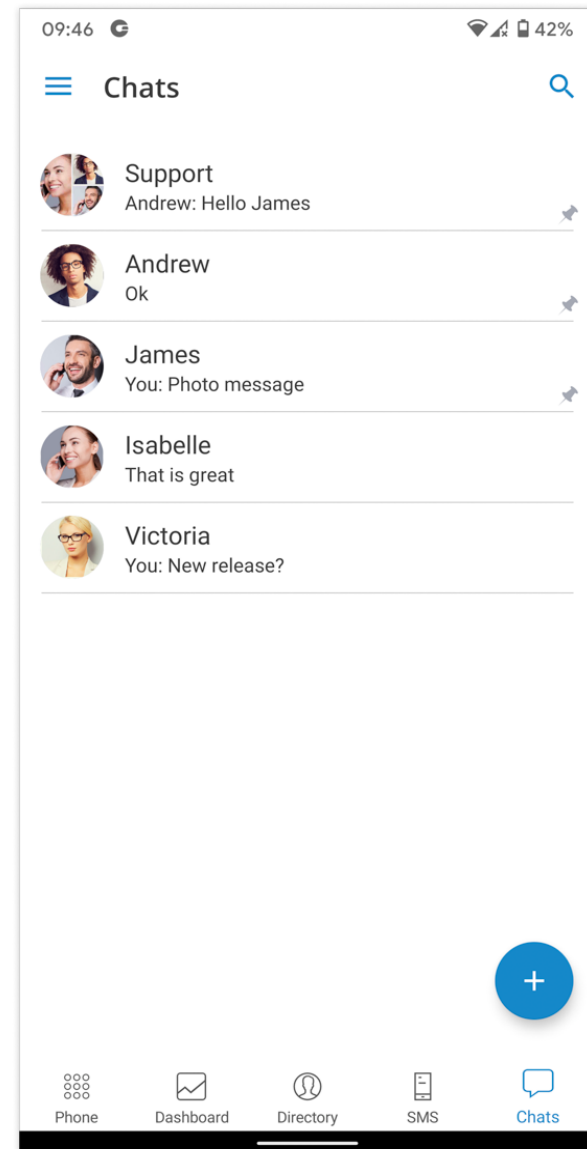 09:46 42%
Chats
Support
Andrew: Hello James
Andrew
Ok
James
You: Photo message
Isabelle
That is great
Victoria
You: New release?
Phone Dashboard Directory SMS Chats